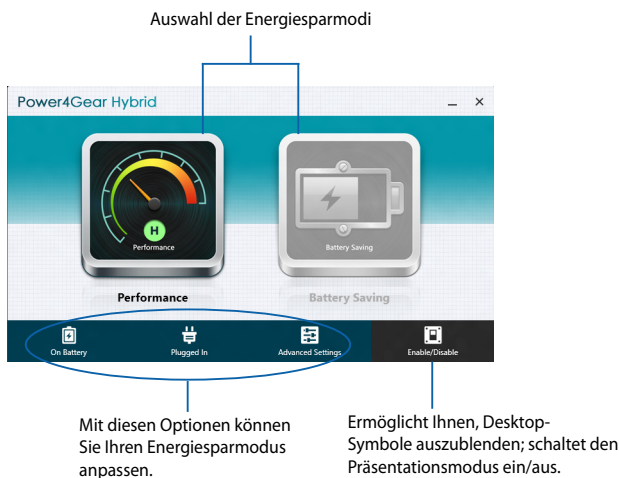 Auswahl der Energiesparmodi
Power4Gear Hybrid
H
Performance
Battery Saving
Performance
Battery Saving
On Battery
Plugged In
Advanced Settings
Enable/Disable
Mit diesen Optionen können
Sie Ihren Energiesparmodus
anpassen.
Ermöglicht Ihnen, Desktop-
Symbole auszublenden; schaltet den
Präsentationsmodus ein/aus.